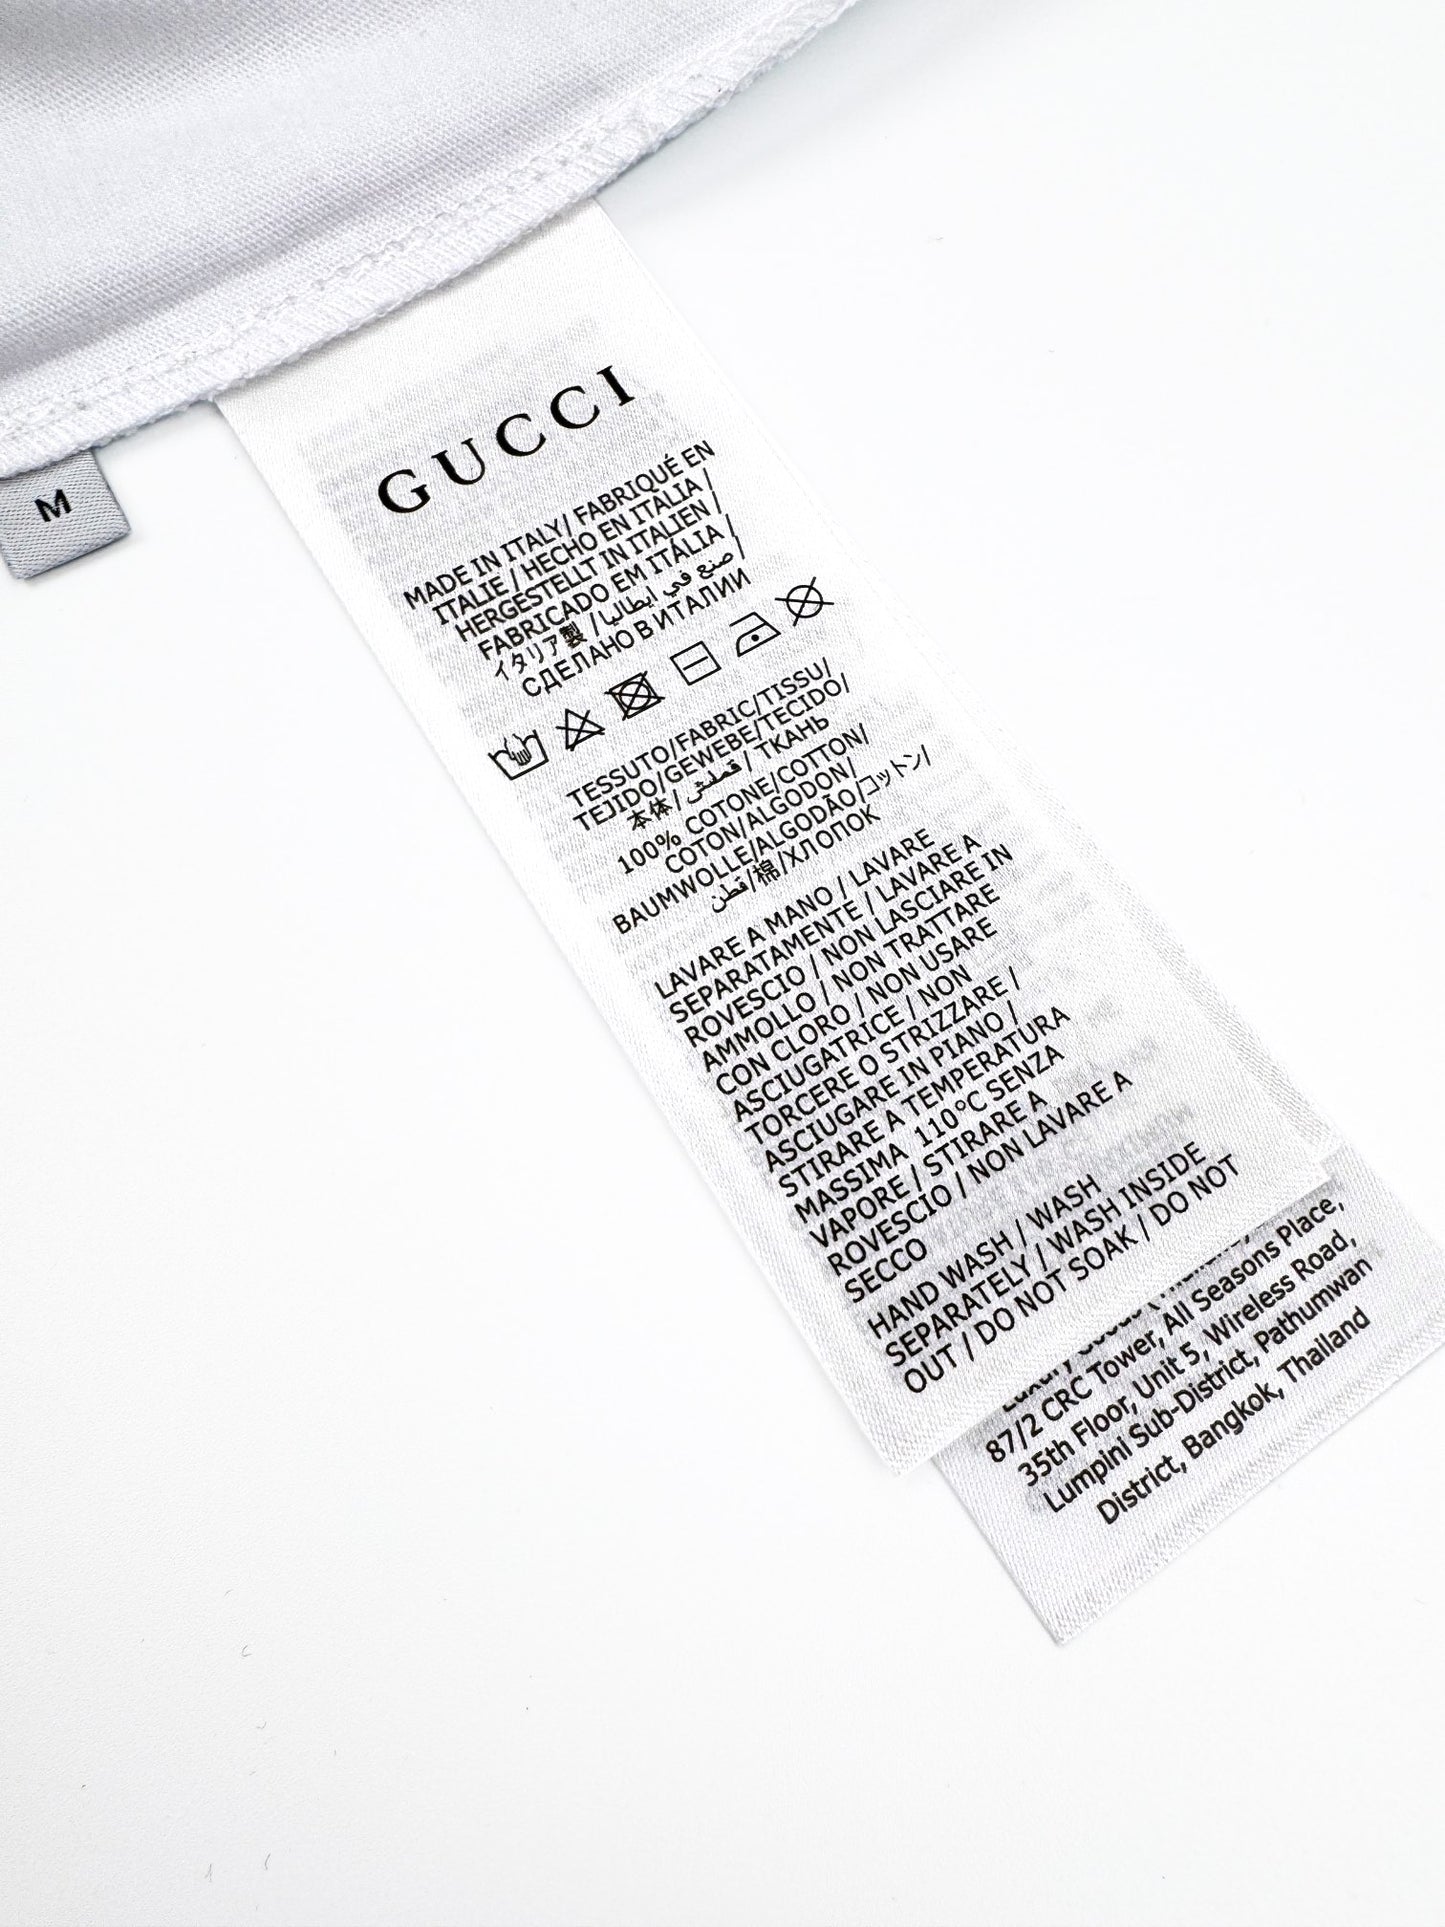 M
GUCCI
MADE IN ITALY / FABRIQUÉ EN
ITALIE / HECHO EN ITALIA /
HERGESTELLT IN ITALIEN /
FABRICADO EM ITÁLIA /
イタリア製 / صنع في ايطاليا /
СДЕЛАНО В ИТАЛИИ
TESSUTO/FABRIC/TISSU/
TEJIDO/GEWEBE/TECIDO/
本体/ قملش / ТКАНЬ
100% COTONE/COTTON/
COTON/ALGODON/
BAUMWOLLE/ALGODÃO/コットン/
قطن/棉/ХЛОПОК
LAVARE A MANO / LAVARE
SEPARATAMENTE / LAVARE A
ROVESCIO / NON LASCIARE IN
AMMOLLO / NON TRATTARE
CON CLORO / NON USARE
ASCIUGATRICE / NON
TORCERE O STRIZZARE /
ASCIUGARE IN PIANO /
STIRARE A TEMPERATURA
MASSIMA 110°C SENZA
VAPORE / STIRARE A
ROVESCIO / NON LAVARE A
SECCO
HAND WASH / WASH
SEPARATELY / WASH INSIDE
OUT / DO NOT SOAK / DO NOT
87/2 CRC Tower, All Seasons Place,
35th Floor, Unit 5, Wireless Road,
Lumpini Sub-District, Pathumwan
District, Bangkok, Thailand